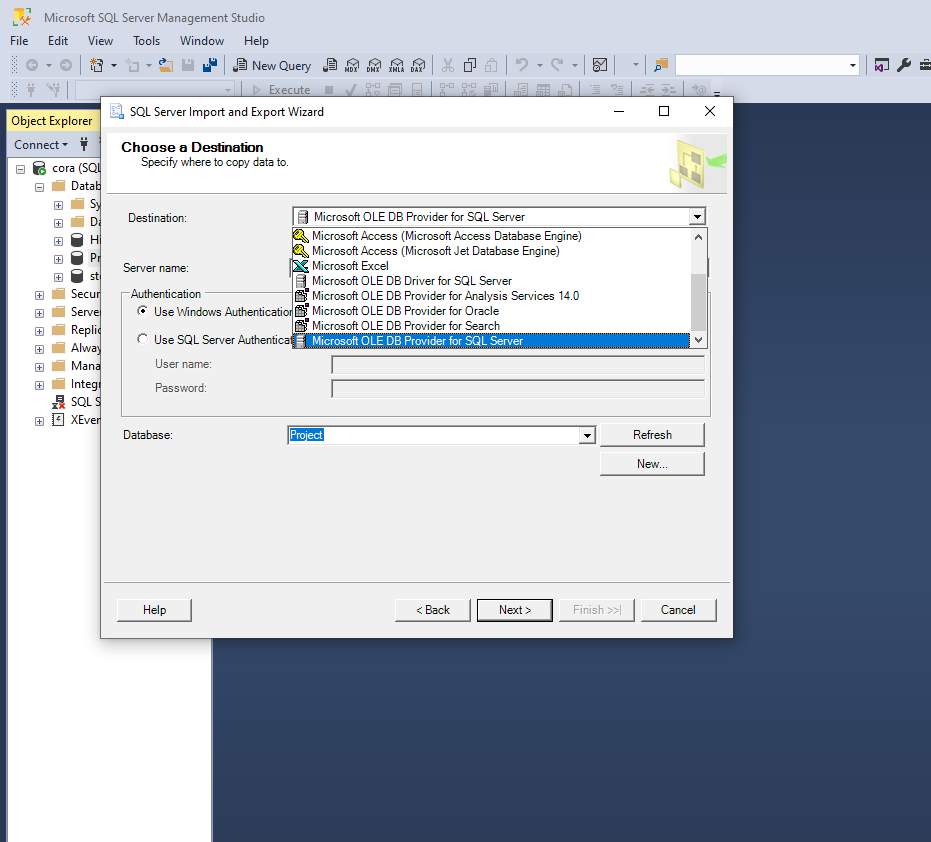 Microsoft SQL Server Management Studio
File Edit View Tools Window Help
New Query MDX DMX XMLA DAX
Execute
Object Explorer
Connect
SQL Server Import and Export Wizard
Choose a Destination
Specify where to copy data to.
cora (SQL
Datab
Sy
Da
Hi
Pr
st
Secur
Server
Replic
Alway
Mana
Integr
SQL S
XEver
Destination: Microsoft OLE DB Provider for SQL Server
Microsoft Access (Microsoft Access Database Engine)
Microsoft Access (Microsoft Jet Database Engine)
Microsoft Excel
Microsoft OLE DB Driver for SQL Server
Microsoft OLE DB Provider for Analysis Services 14.0
Microsoft OLE DB Provider for Oracle
Microsoft OLE DB Provider for Search
Microsoft OLE DB Provider for SQL Server
Server name:
Authentication
Use Windows Authentication
Use SQL Server Authenticat
User name:
Password:
Database: Project Refresh
New...
Help < Back Next > Finish >>| Cancel